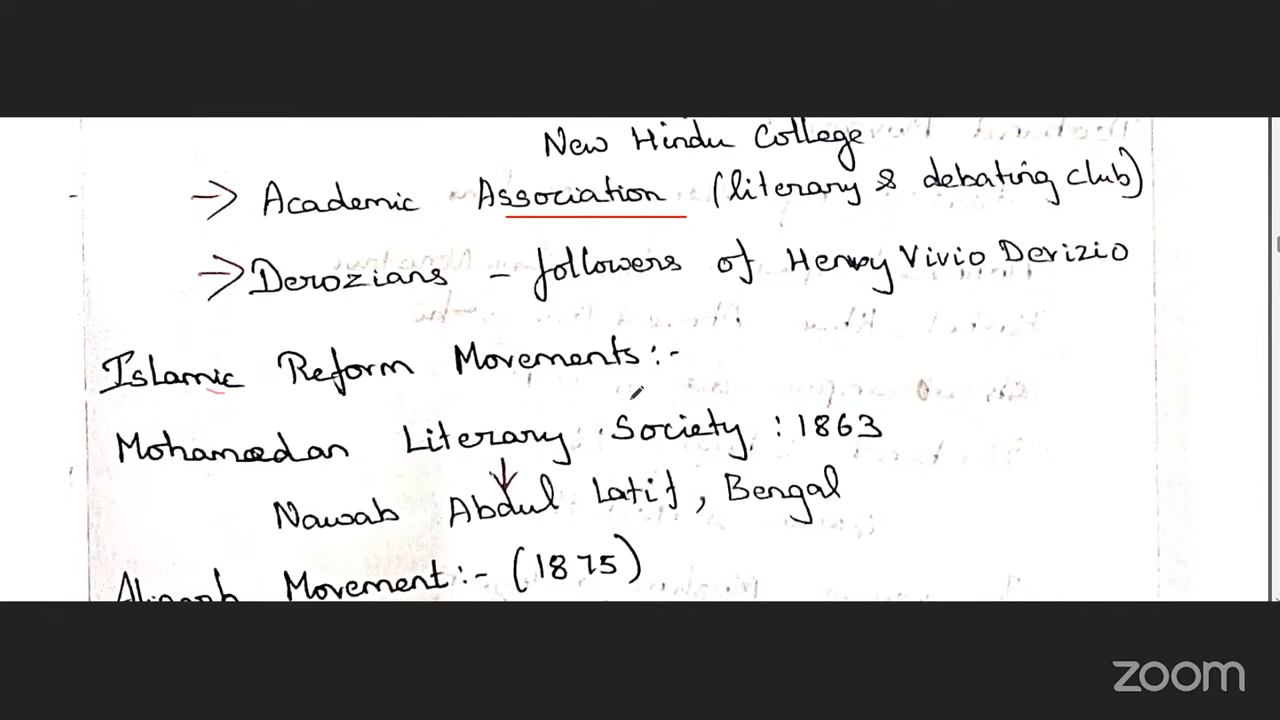 New Hindu College
→ Academic Association (literary & debating club)
→ Derozians - followers of Henry Vivio Derizio
Islamic Reform Movements:-
Mohamedan Literary Society : 1863
Nawab Abdul Latif, Bengal
Aligarh Movement:- (1875)
zoom